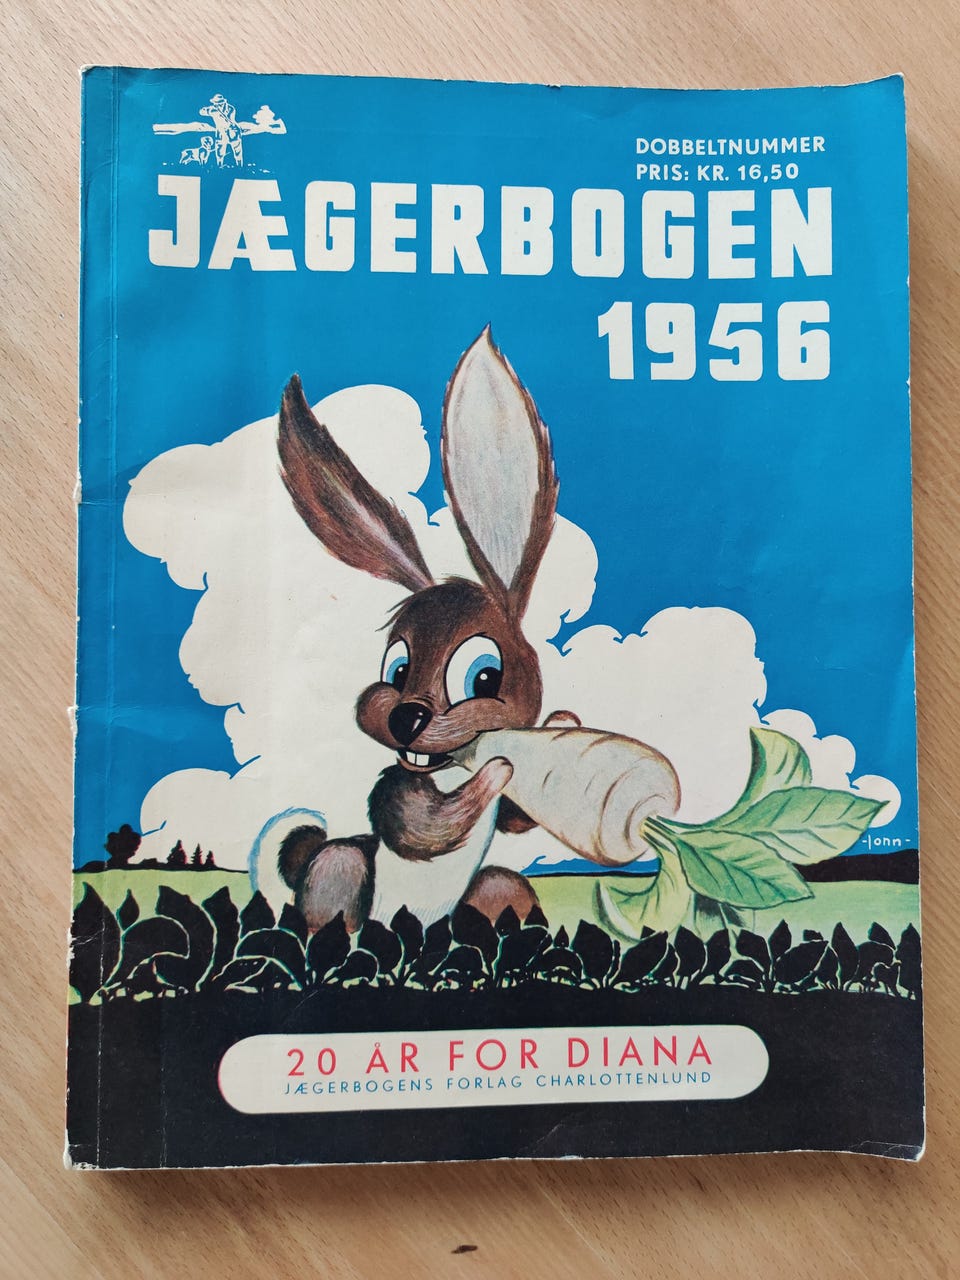 DOBBELTNUMMER
PRIS: KR. 16,50
JÆGERBOGEN
1956
-lonn-
20 ÅR FOR DIANA
JÆGERBOGENS FORLAG CHARLOTTENLUND